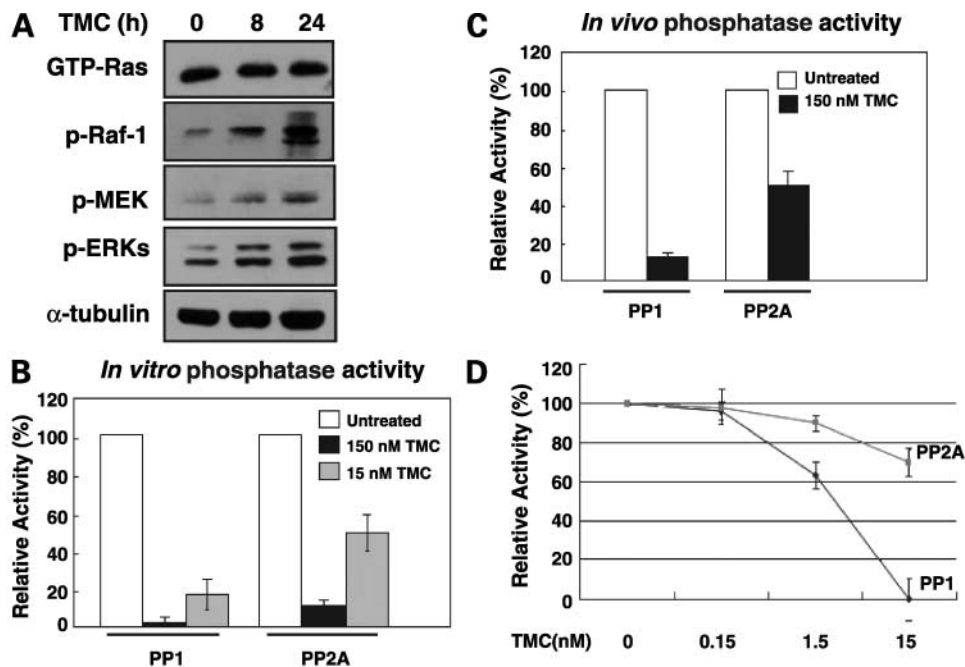 A
TMC (h) 0 8 24
GTP-Ras
p-Raf-1
p-MEK
p-ERKs
α-tubulin
B
In vitro phosphatase activity
Relative Activity (%)
120
100
80
60
40
20
0
Untreated
150 nM TMC
15 nM TMC
PP1 PP2A
C
In vivo phosphatase activity
Relative Activity (%)
120
100
80
60
40
20
0
Untreated
150 nM TMC
PP1 PP2A
D
Relative Activity (%)
120
100
80
60
40
20
0
PP2A
PP1
TMC(nM) 0 0.15 1.5 15